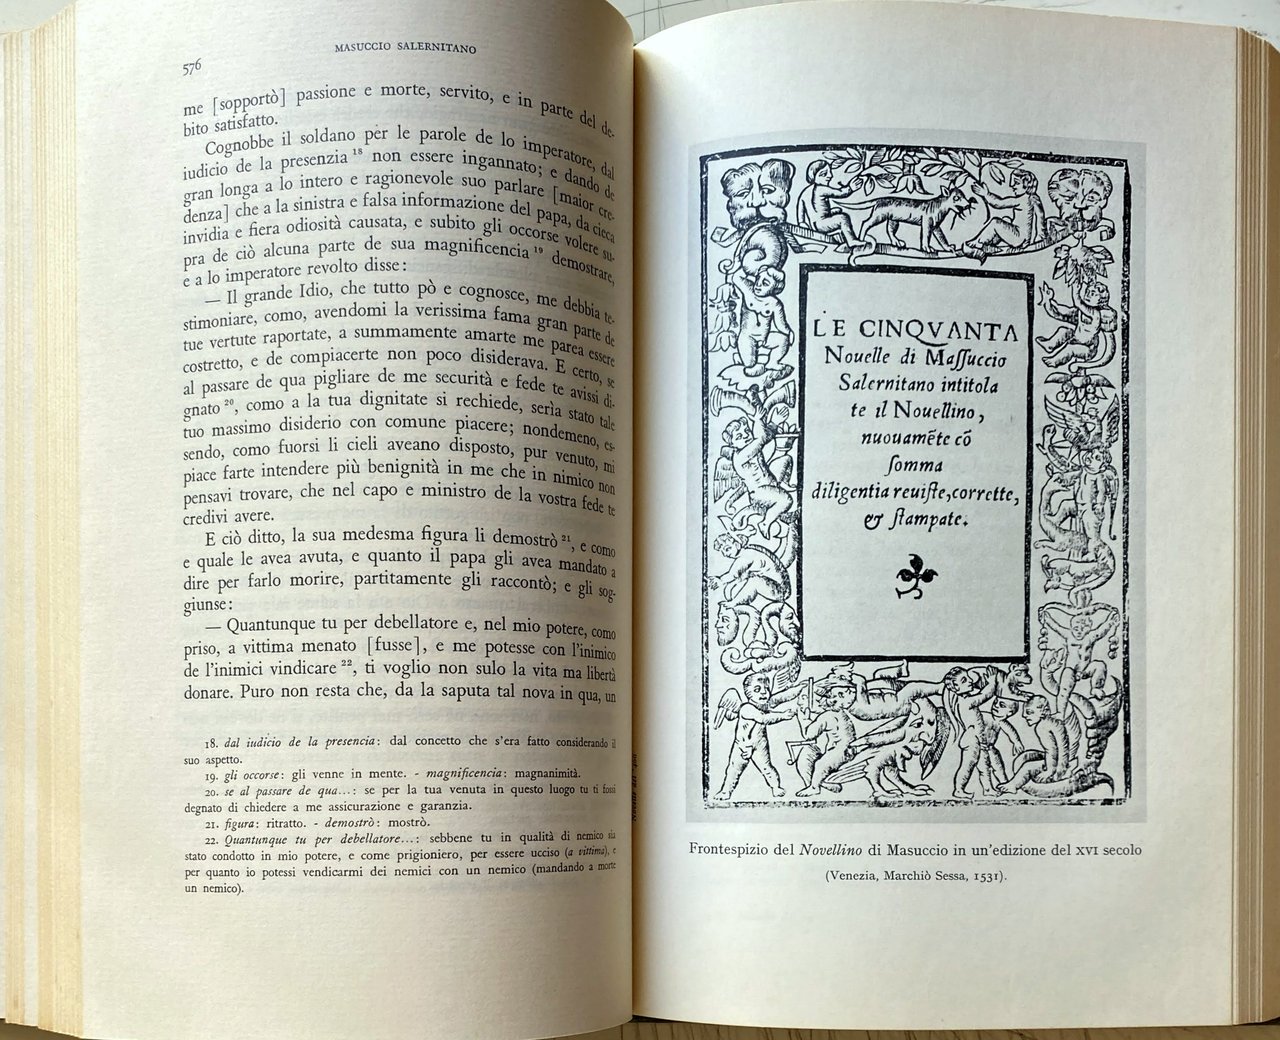 MASUCCIO SALERNITANO
576
me [sopportò] passione e morte, servito, e in parte del de-
bito satisfatto.
Cognobbe il soldano per le parole de lo imperatore, dal
iudicio de la presenzia 18 non essere ingannato; e dando de
gran longa a lo intero e ragionevole suo parlare [maior cre-
denza] che a la sinistra e falsa informazione del papa, da cieca
invidia e fiera odiosità causata, e subito gli occorse volere su-
pra de ciò alcuna parte de sua magnificencia 19 demostrare,
e a lo imperatore revolto disse:
— Il grande Idio, che tutto pò e cognosce, me debbia te-
stimoniare, como, avendomi la verissima fama gran parte de
tue vertute raportate, a summamente amarte me parea essere
costretto, e de compiacerte non poco disiderava. E certo, se
al passare de qua pigliare de me securità e fede te avissi di-
gnato 20, como a la tua dignitate si rechiede, serìa stato tale
tuo massimo disiderio con comune piacere; nondemeno, es-
sendo, como fuorsi li cieli aveano disposto, pur venuto, mi
piace farte intendere più benignità in me che in nimico non
pensavi trovare, che nel capo e ministro de la vostra fede te
credivi avere.
E ciò ditto, la sua medesma figura li demostrò 21, e como
e quale le avea avuta, e quanto il papa gli avea mandato a
dire per farlo morire, partitamente gli raccontò; e gli sog-
giunse:
— Quantunque tu per debellatore e, nel mio potere, como
priso, a vittima menato [fusse], e me potesse con l'inimico
de l'inimici vindicare 22, ti voglio non sulo la vita ma libertà
donare. Puro non resta che, da la saputa tal nova in qua, un
18. dal iudicio de la presencia: dal concetto che s'era fatto considerando il
suo aspetto.
19. gli occorse: gli venne in mente. - magnificencia: magnanimità.
20. se al passare de qua...: se per la tua venuta in questo luogo tu ti fossi
degnato di chiedere a me assicurazione e garanzia.
21. figura: ritratto. - demostrò: mostrò.
22. Quantunque tu per debellatore...: sebbene tu in qualità di nemico sia
stato condotto in mio potere, e come prigioniero, per essere ucciso (a vittima), e
per quanto io potessi vendicarmi dei nemici con un nemico (mandando a morte
un nemico).
LE CINQVANTA
Nouelle di Maſſuccio
Salernitano intitola
te il Nouellino,
nuouamẽte cõ
ſomma
diligentia reuiſte,corrette,
& ſtampate.
Frontespizio del Novellino di Masuccio in un'edizione del XVI secolo
(Venezia, Marchiò Sessa, 1531).